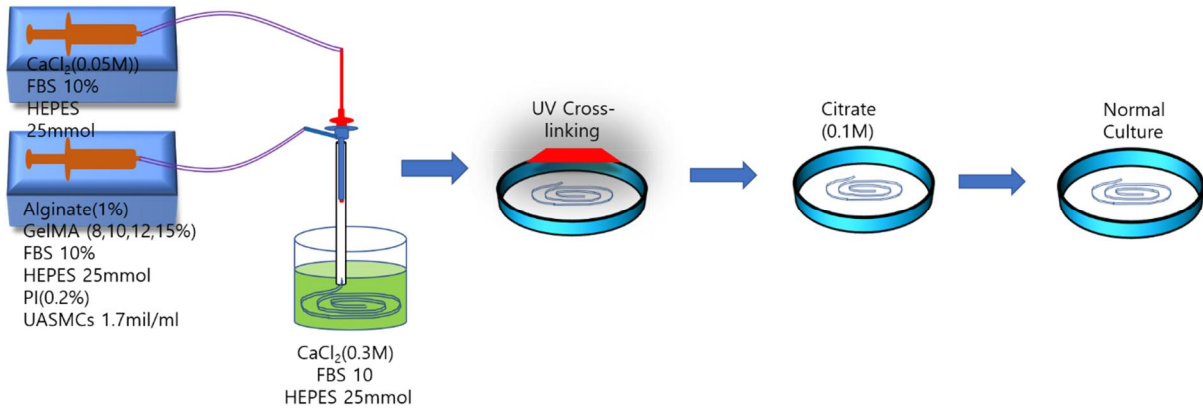 CaCl₂(0.05M))
FBS 10%
HEPES
25mmol
Alginate(1%)
GelMA (8,10,12,15%)
FBS 10%
HEPES 25mmol
PI(0.2%)
UASMCs 1.7mil/ml
CaCl₂(0.3M)
FBS 10
HEPES 25mmol
UV Cross-
linking
Citrate
(0.1M)
Normal
Culture